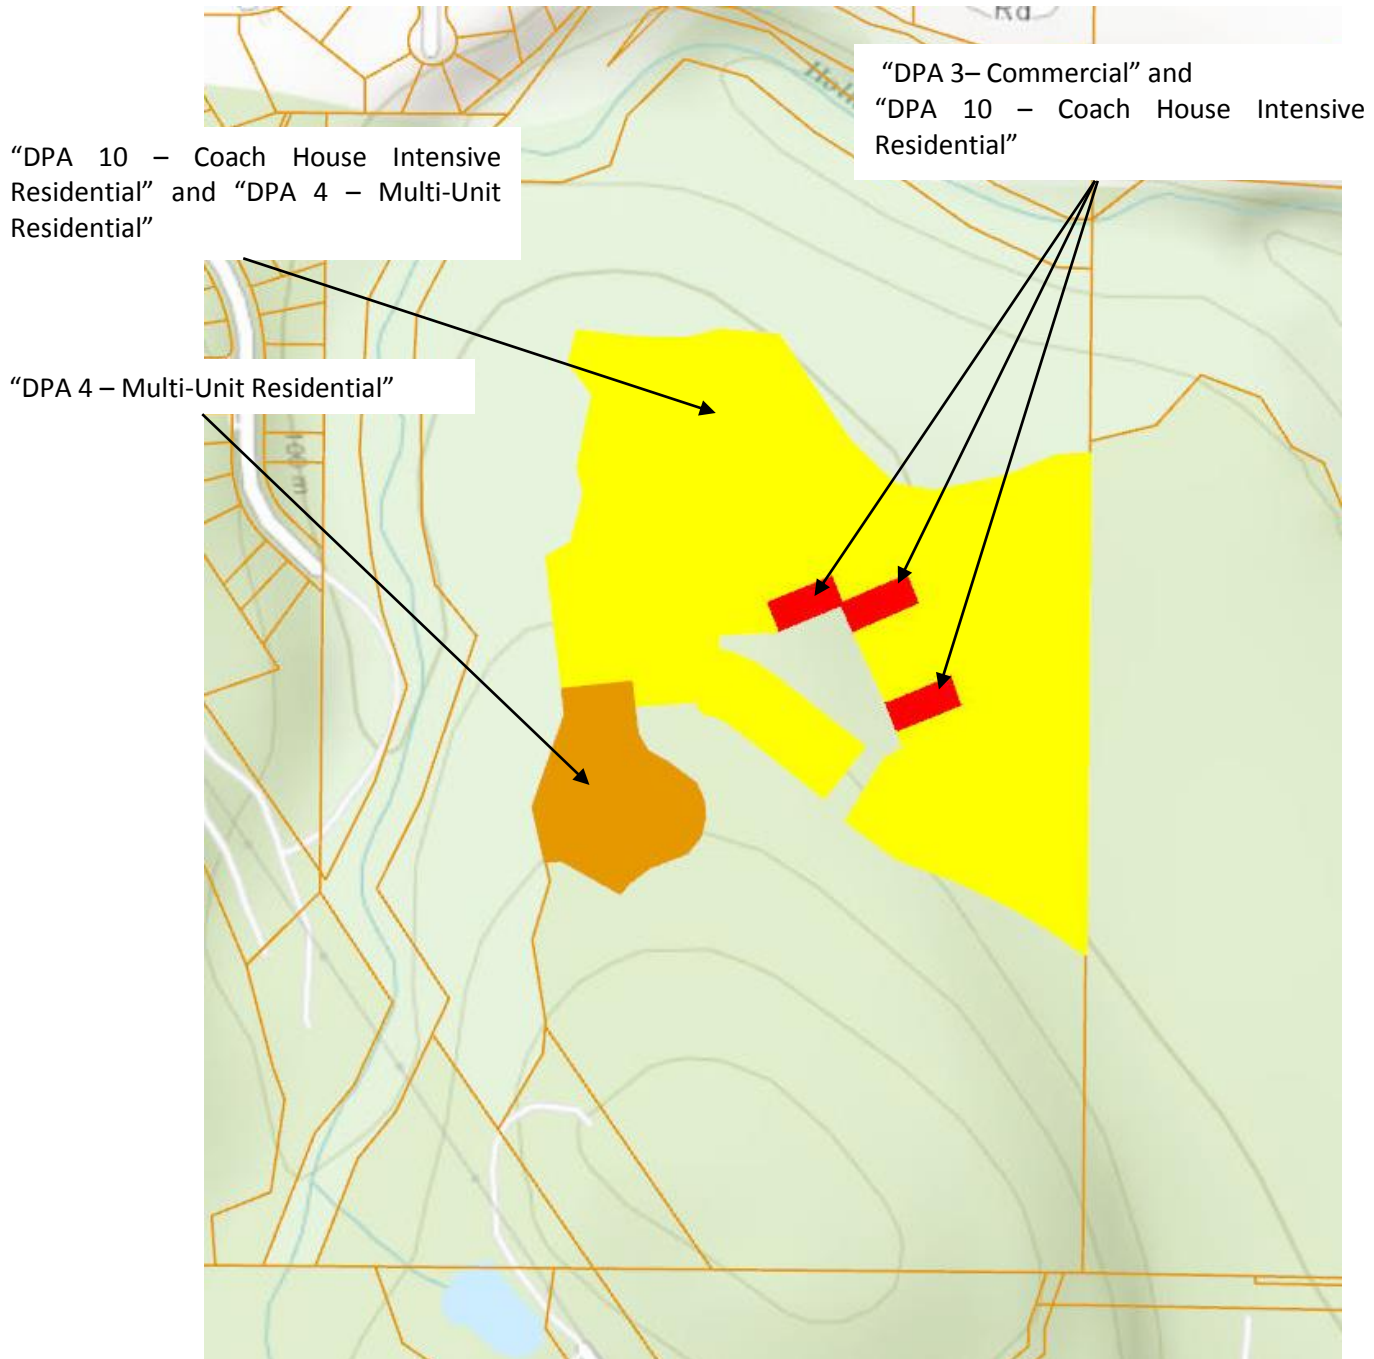 Rd
“DPA 3– Commercial” and
“DPA 10 – Coach House Intensive
Residential”
“DPA 10 – Coach House Intensive
Residential” and “DPA 4 – Multi-Unit
Residential”
“DPA 4 – Multi-Unit Residential”
100 m